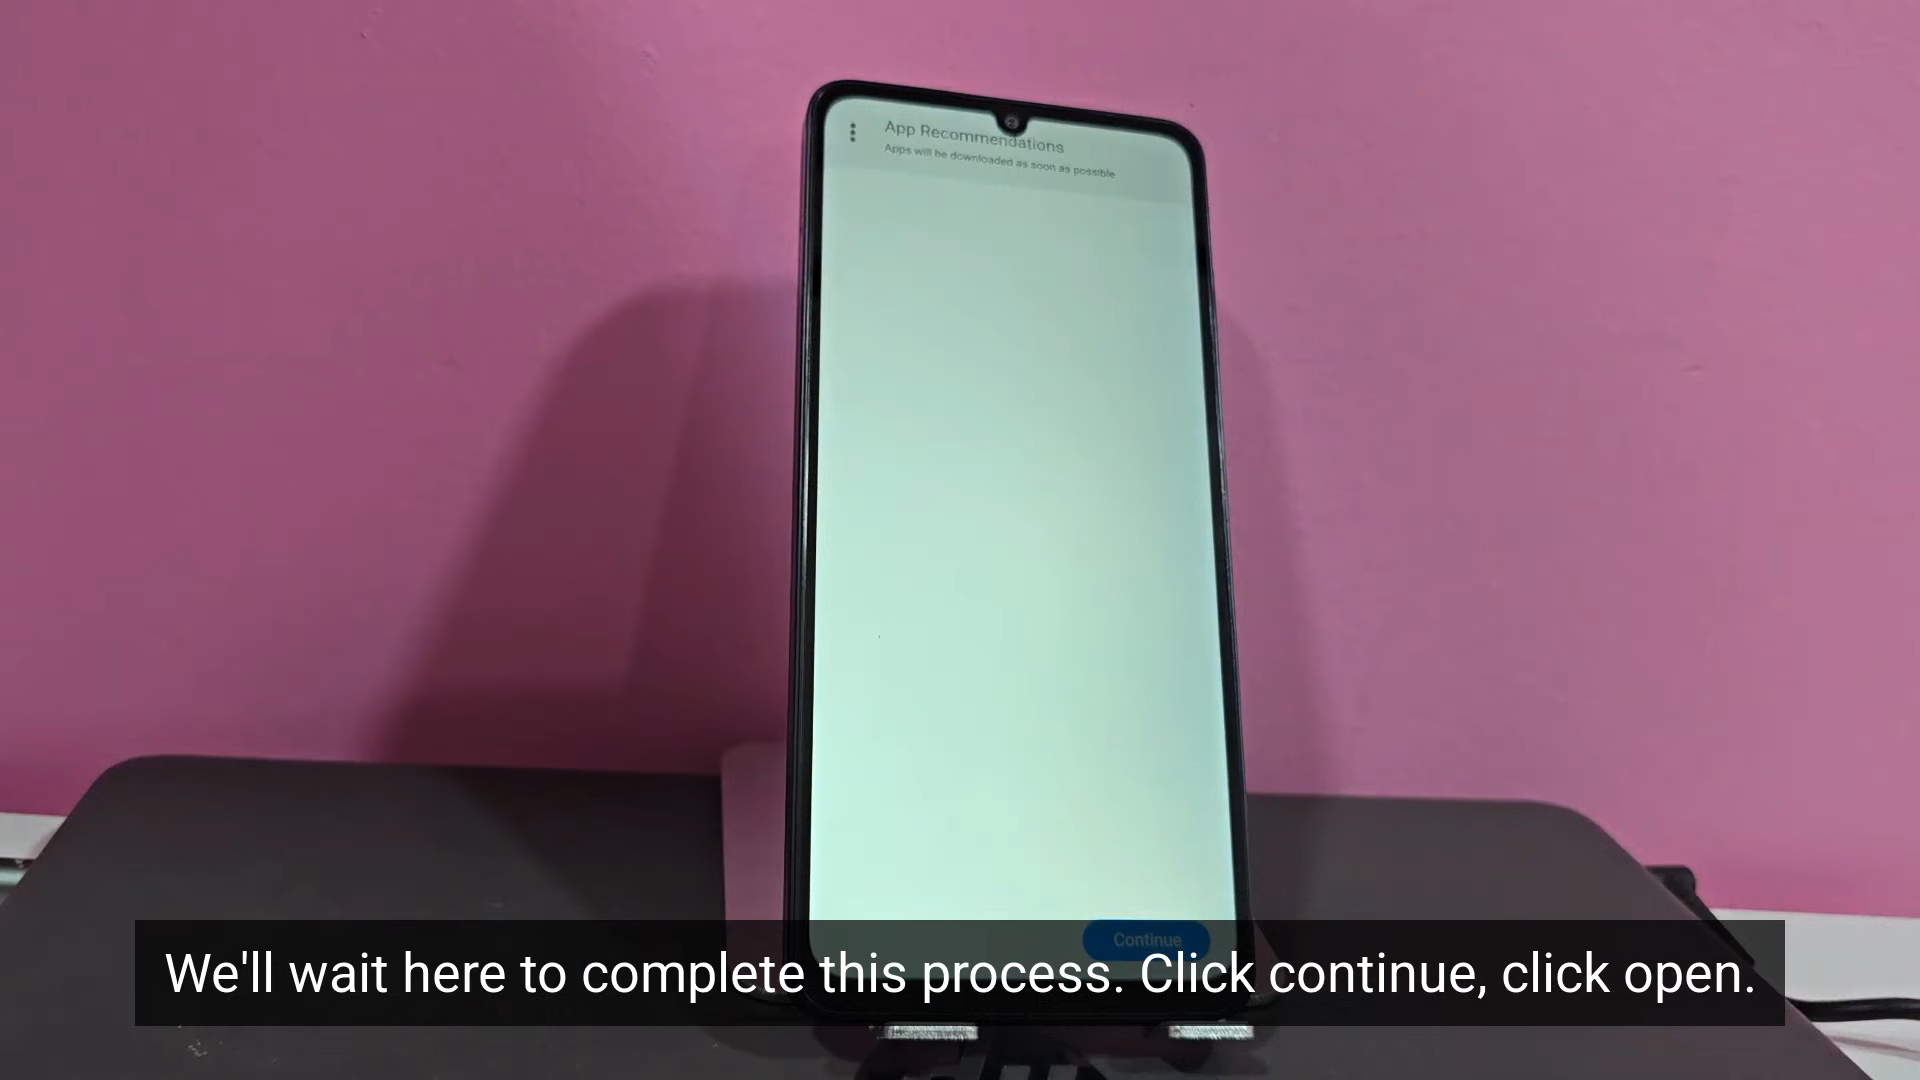 App Recommendations
Apps will be downloaded as soon as possible
Continue
We'll wait here to complete this process. Click continue, click open.